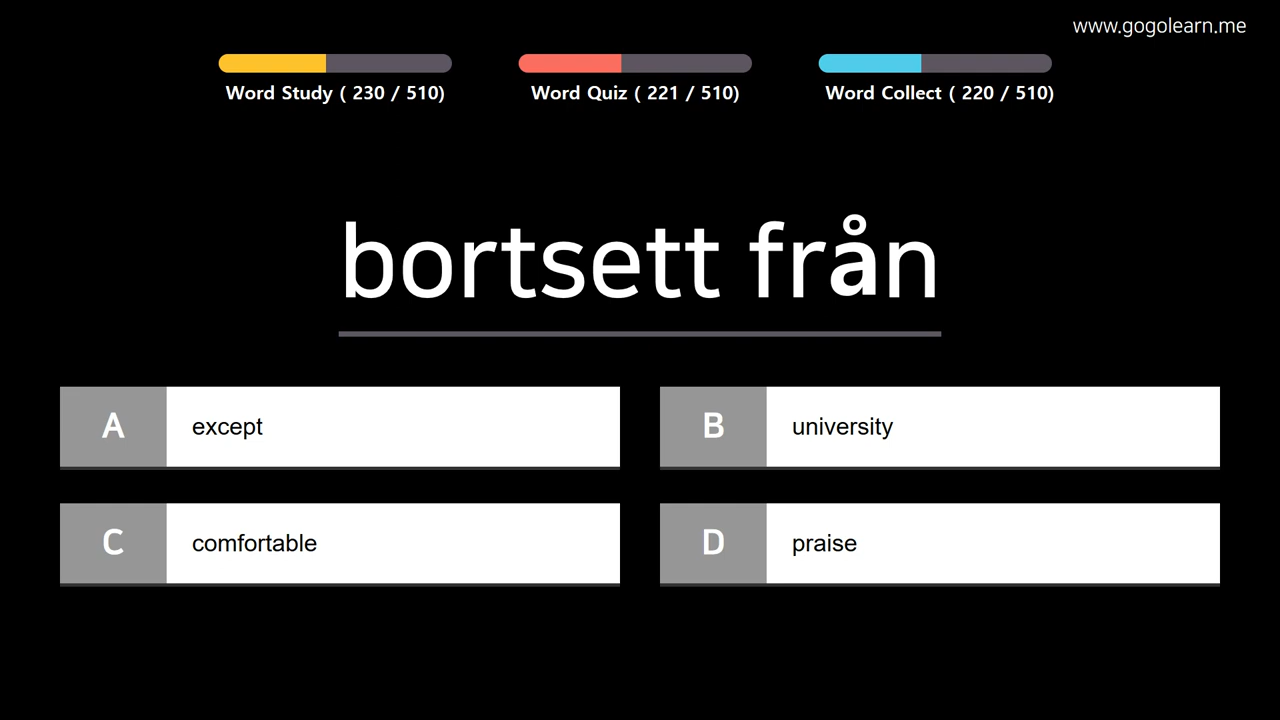 www.gogolearn.me
Word Study ( 230 / 510)
Word Quiz ( 221 / 510)
Word Collect ( 220 / 510)
bortsett från
A except
B university
C comfortable
D praise